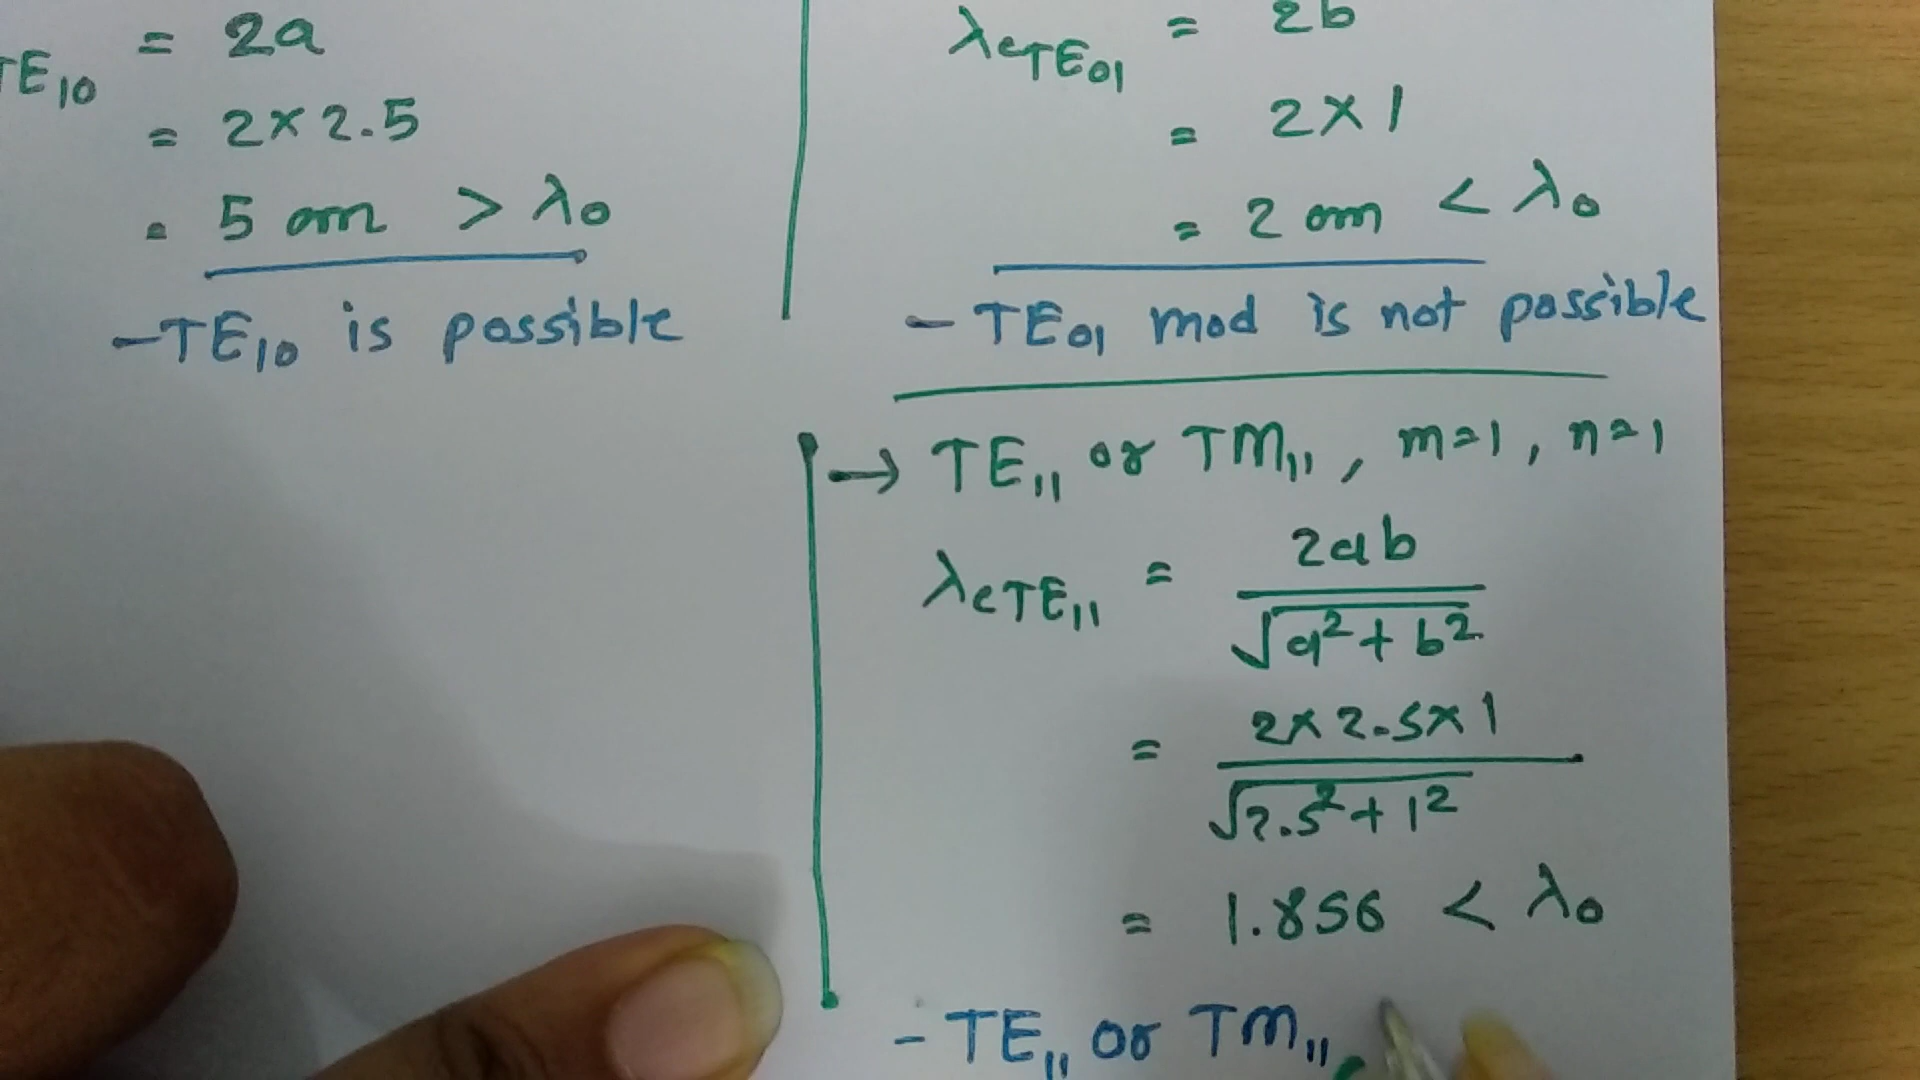 TE10 = 2a
= 2×2.5
= 5 cm > λ0
-TE10 is possible
λcTE01 = 2b
= 2×1
= 2 cm < λ0
-TE01 mod is not possible
→ TE11 or TM11, m=1, n=1
λcTE11 = 2ab
√a²+b²
= 2×2.5×1
√2.5²+1²
= 1.856 < λ0
-TE11 or TM11